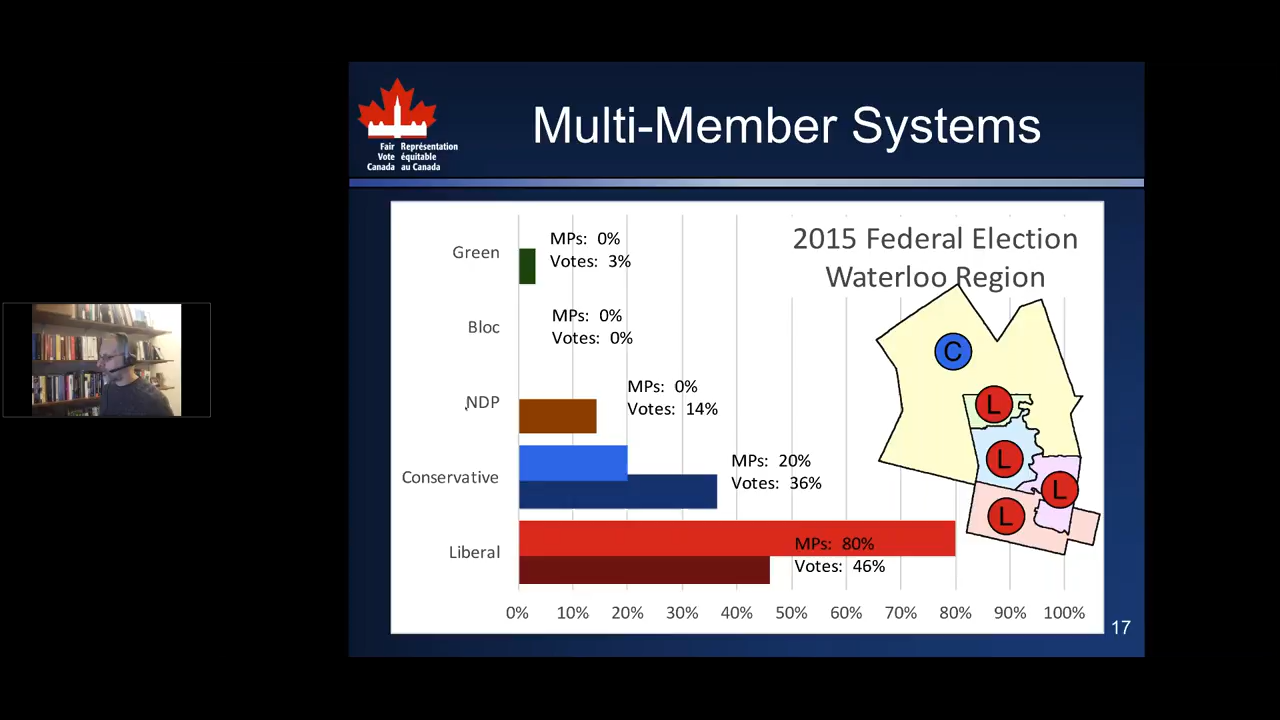 Multi-Member Systems
Fair Représentation
Vote équitable
Canada au Canada
2015 Federal Election
Waterloo Region
Green
MPs: 0%
Votes: 3%
Bloc
MPs: 0%
Votes: 0%
NDP
MPs: 0%
Votes: 14%
Conservative
MPs: 20%
Votes: 36%
Liberal
MPs: 80%
Votes: 46%
C
L
L
L
L
0% 10% 20% 30% 40% 50% 60% 70% 80% 90% 100%
17